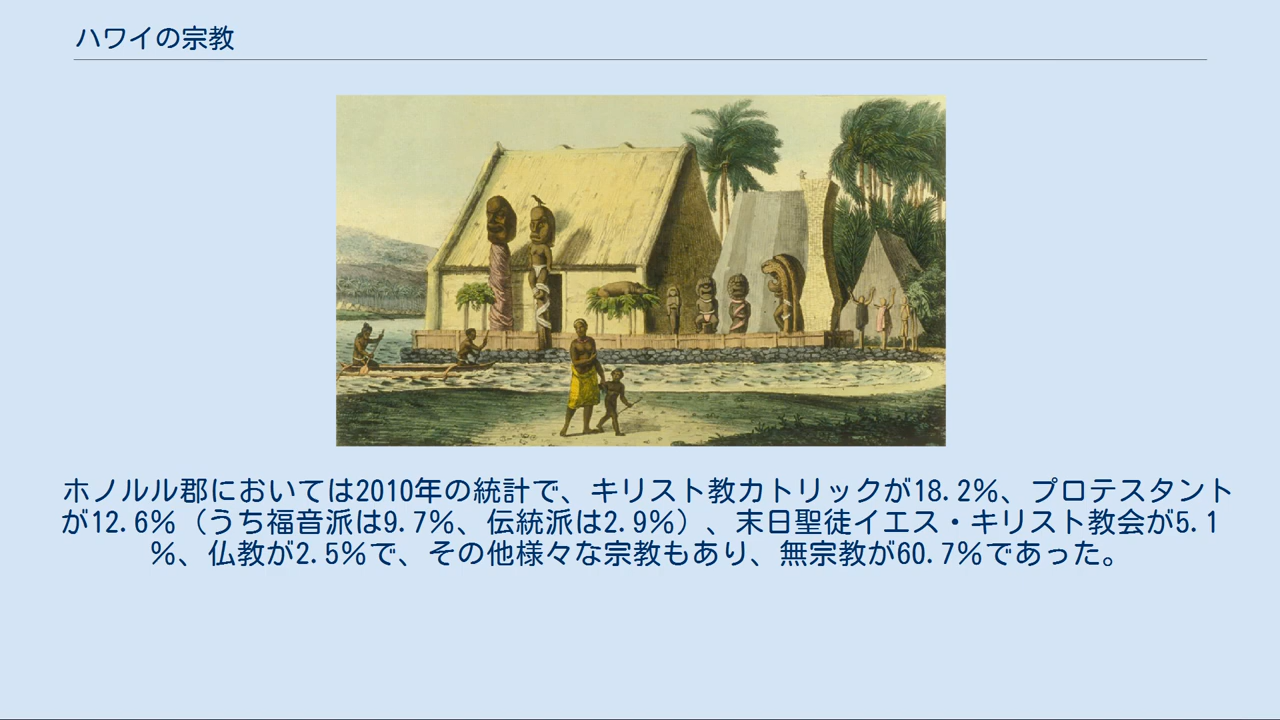 ハワイの宗教
ホノルル郡においては2010年の統計で、キリスト教カトリックが18.2%、プロテスタント
が12.6%（うち福音派は9.7%、伝統派は2.9%）、末日聖徒イエス・キリスト教会が5.1
%、仏教が2.5%で、その他様々な宗教もあり、無宗教が60.7%であった。